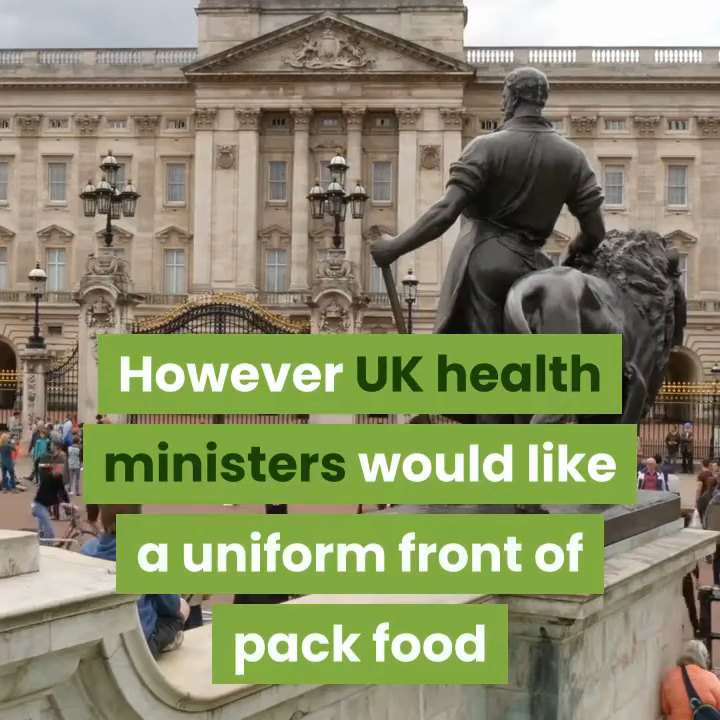 However UK health
ministers would like
a uniform front of
pack food